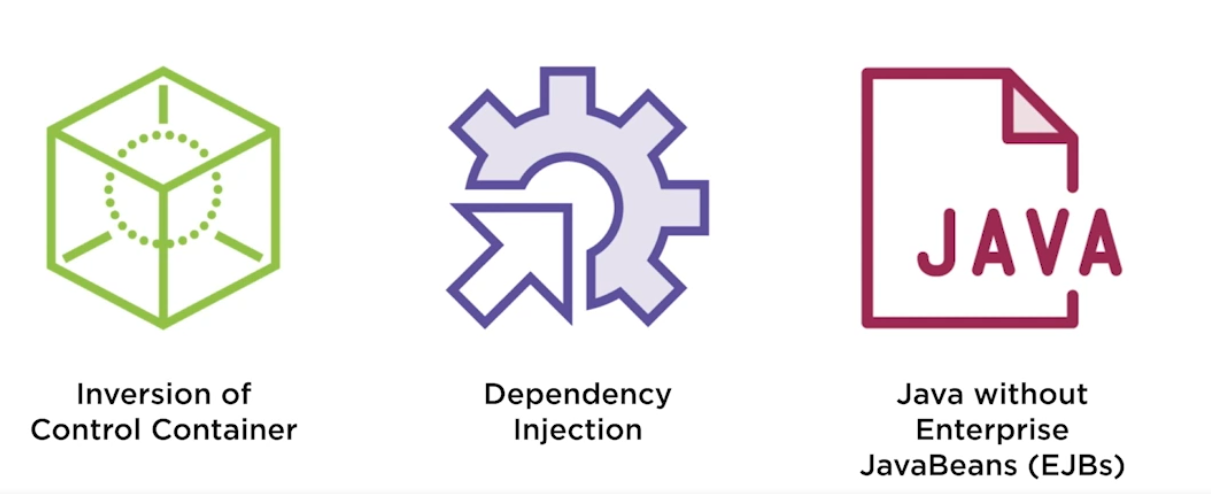 JAVA
Inversion of
Control Container
Dependency
Injection
Java without
Enterprise
JavaBeans (EJBs)